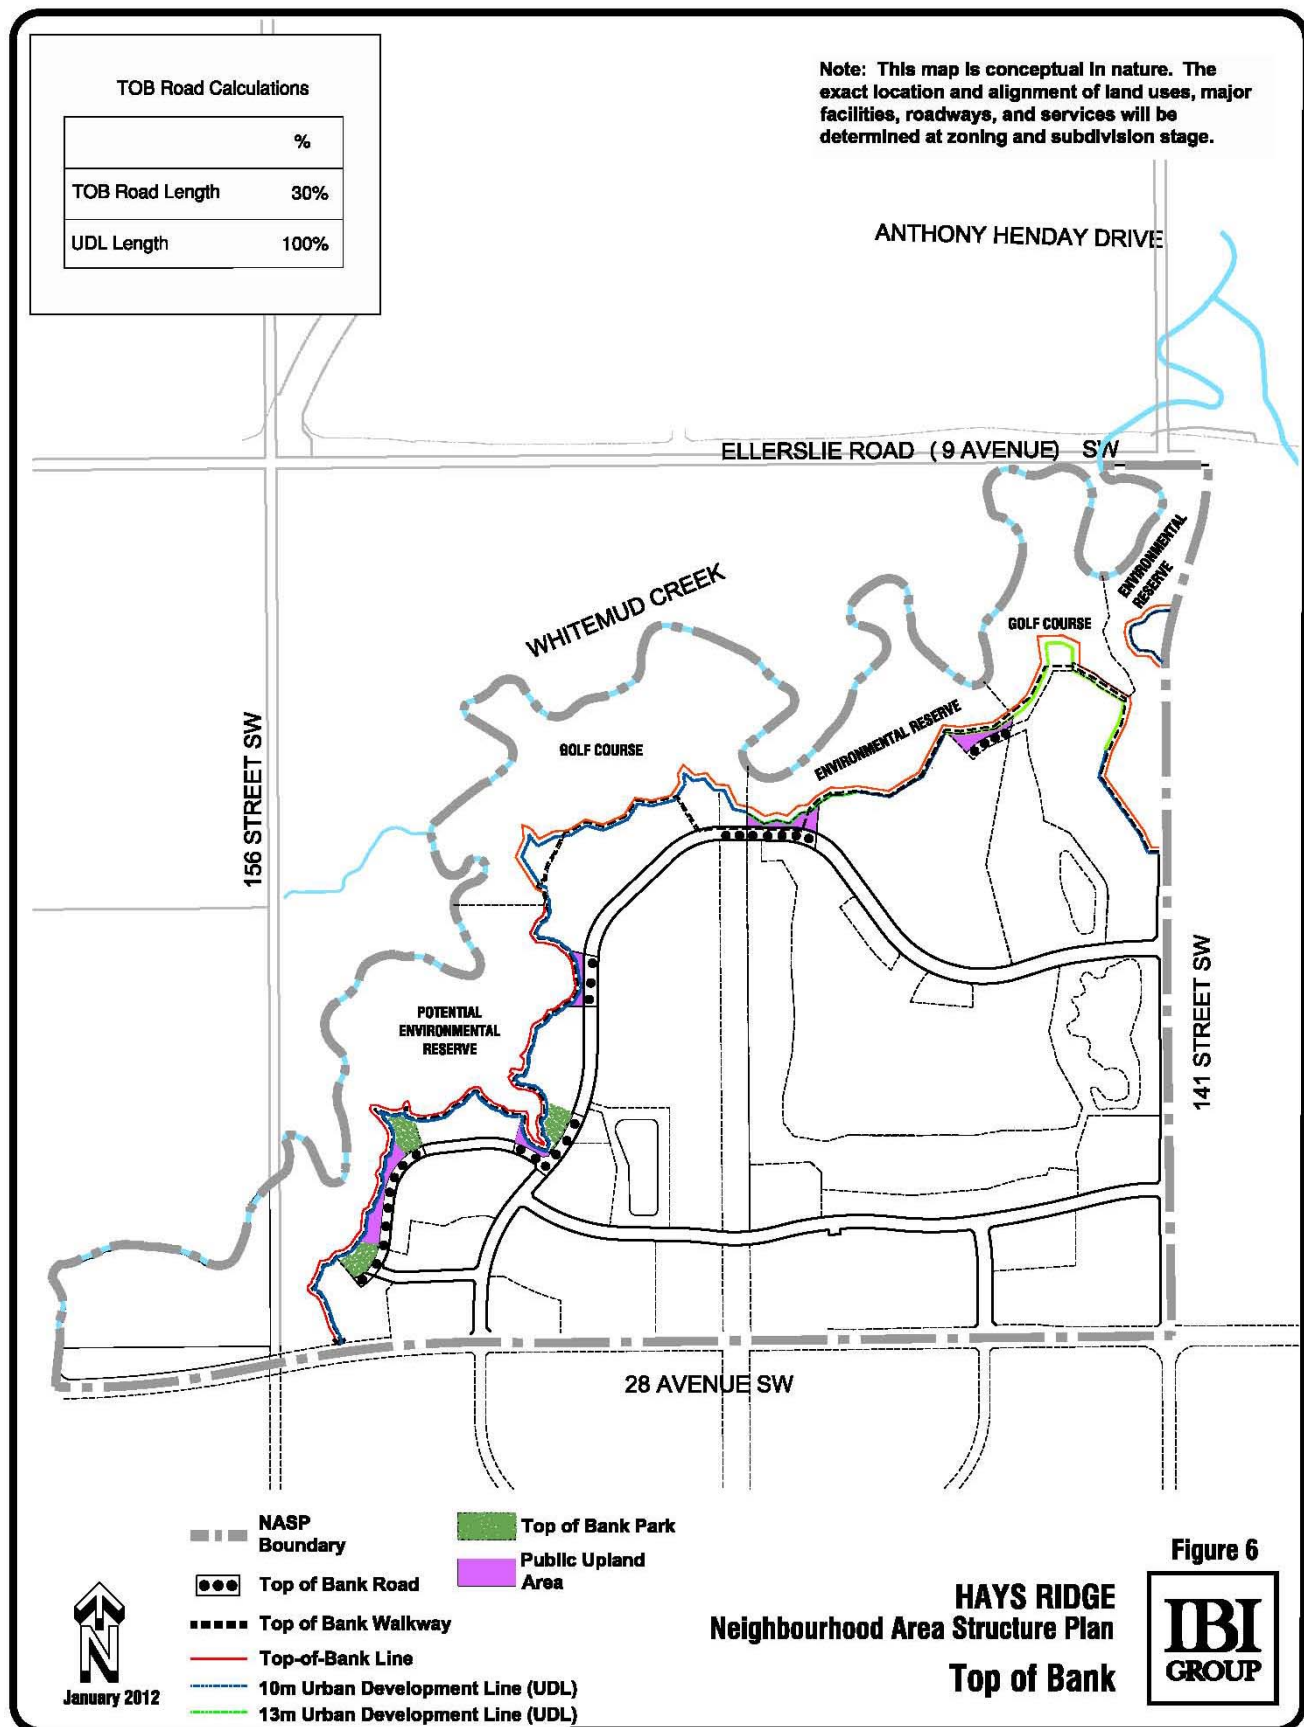 TOB Road Calculations
%
TOB Road Length 30%
UDL Length 100%
Note: This map is conceptual in nature. The
exact location and alignment of land uses, major
facilities, roadways, and services will be
determined at zoning and subdivision stage.
ANTHONY HENDAY DRIVE
ELLERSLIE ROAD ( 9 AVENUE) SW
ENVIRONMENTAL
RESERVE
WHITEMUD CREEK
GOLF COURSE
ENVIRONMENTAL RESERVE
GOLF COURSE
156 STREET SW
POTENTIAL
ENVIRONMENTAL
RESERVE
141 STREET SW
28 AVENUE SW
NASP
Boundary
Top of Bank Road
Top of Bank Walkway
Top-of-Bank Line
10m Urban Development Line (UDL)
13m Urban Development Line (UDL)
Top of Bank Park
Public Upland
Area
N
January 2012
HAYS RIDGE
Neighbourhood Area Structure Plan
Top of Bank
Figure 6
IBI
GROUP